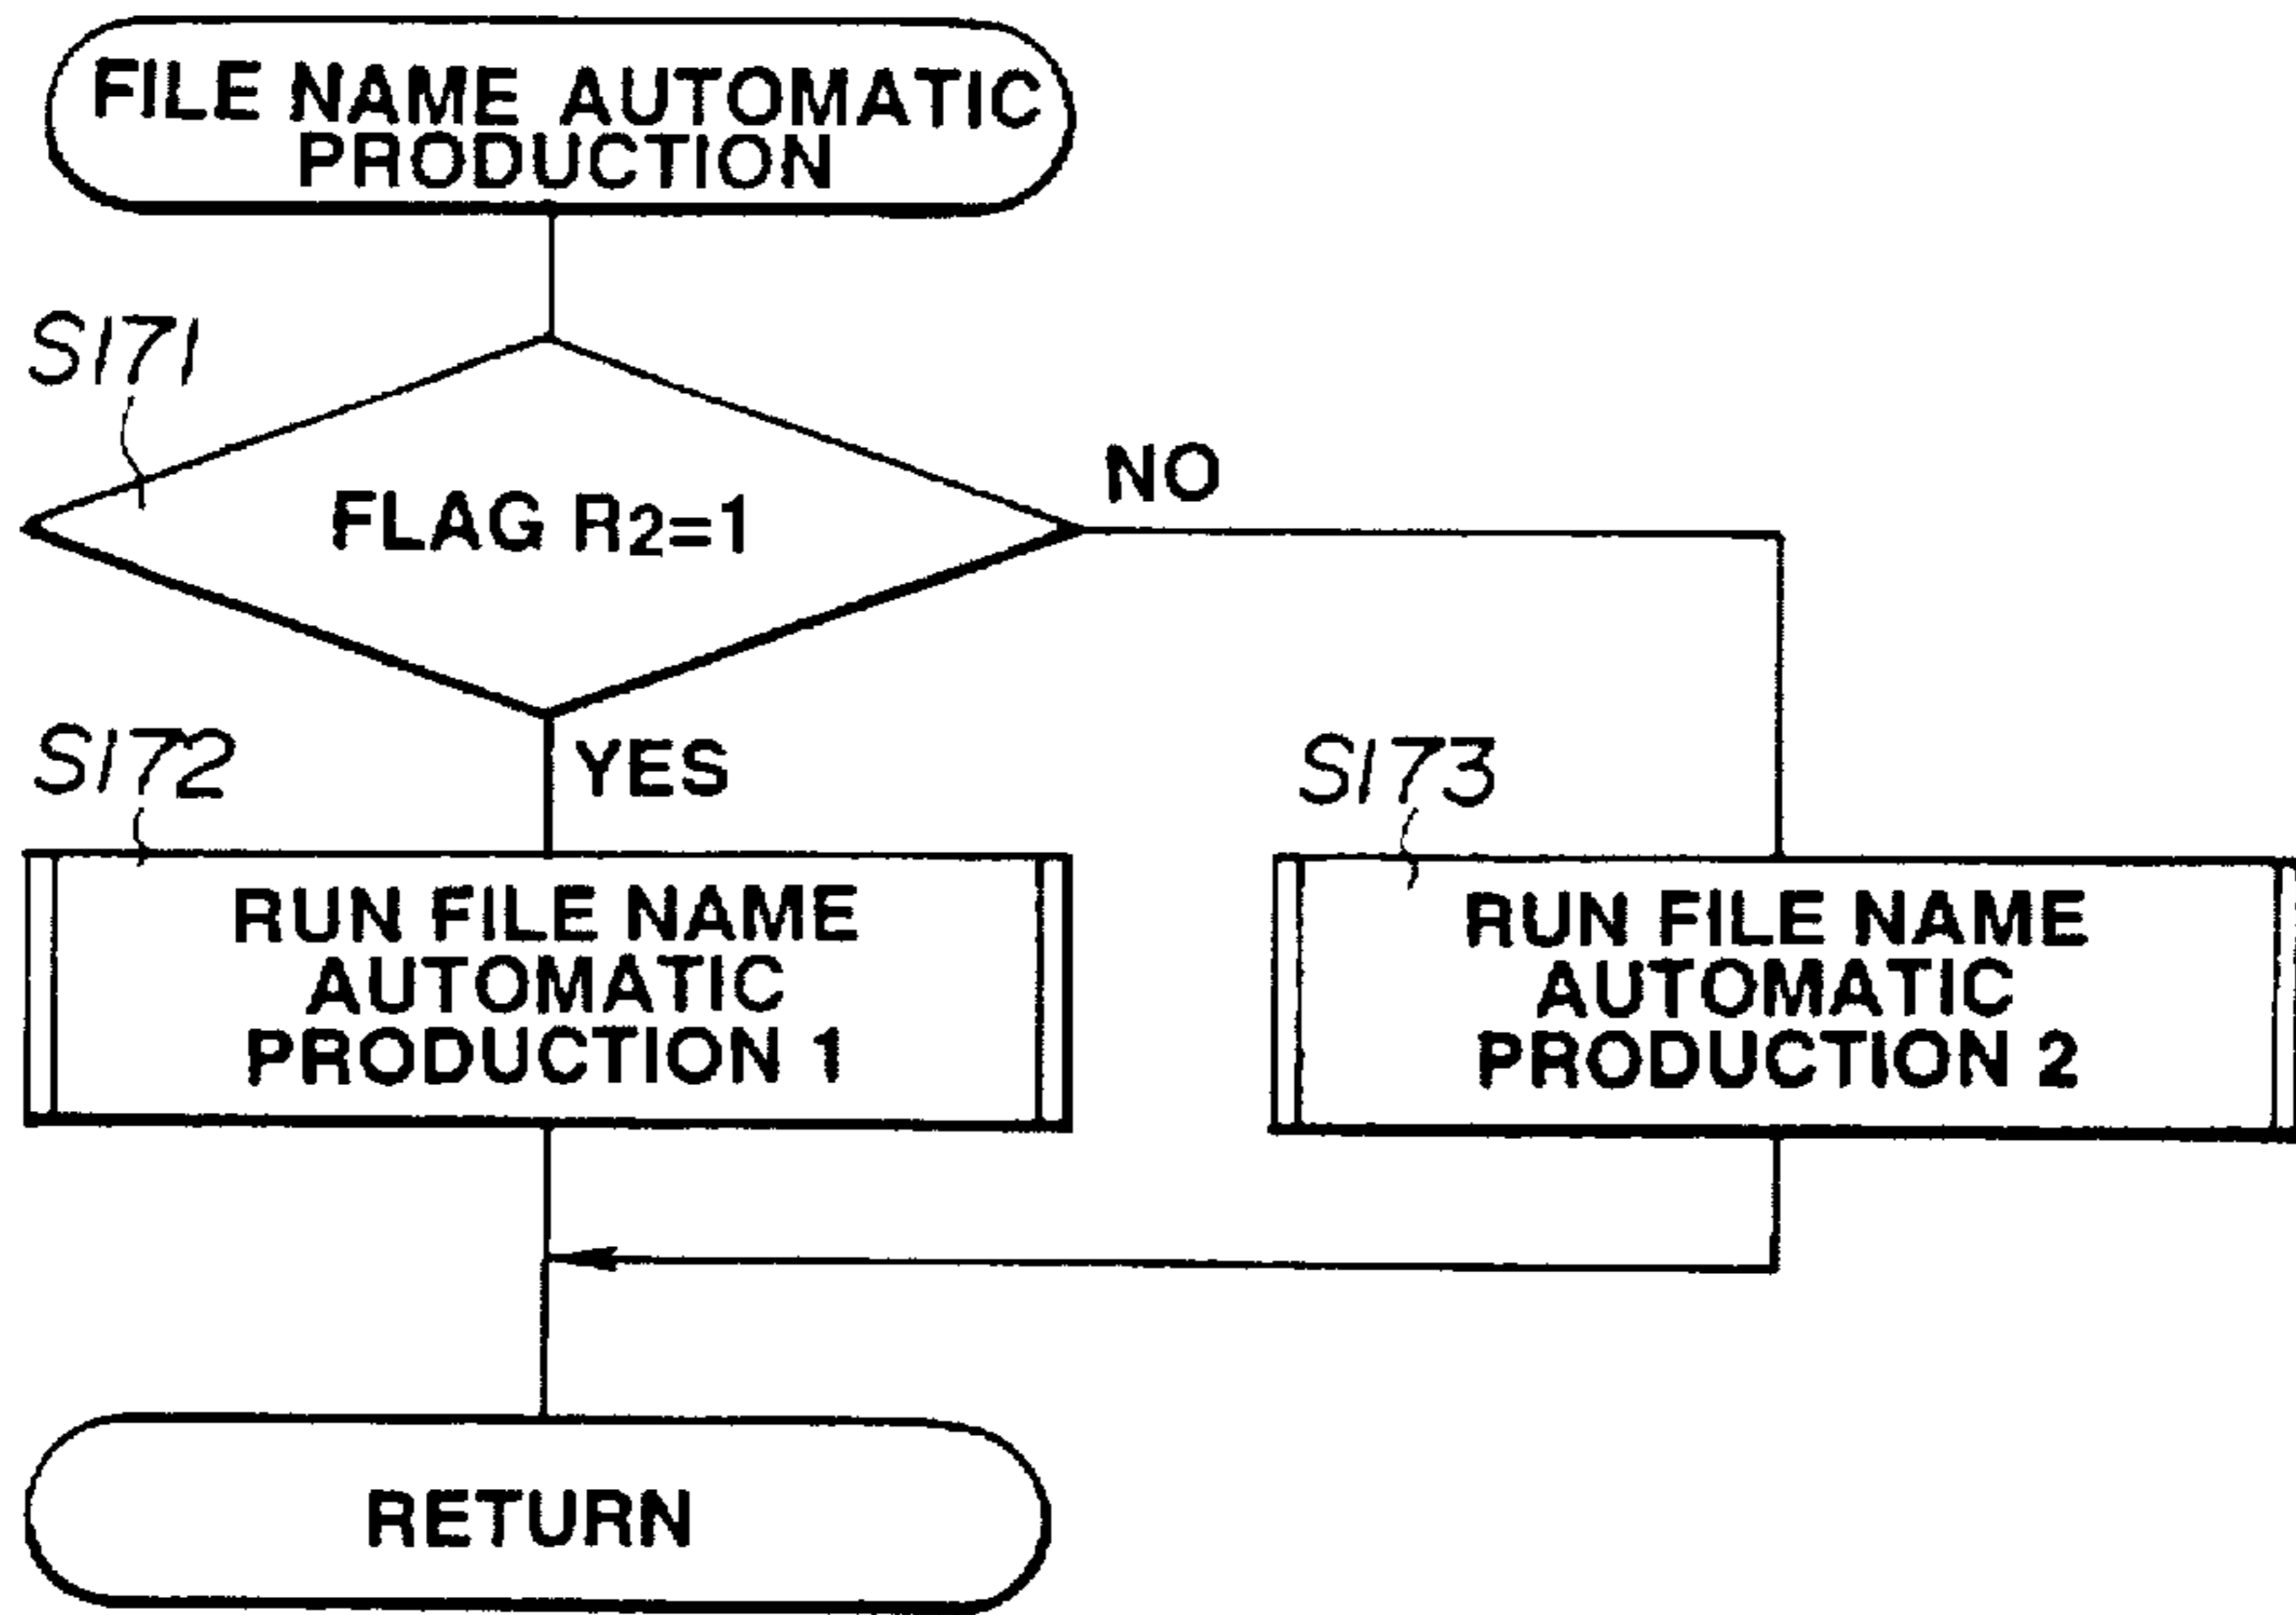 FILE NAME AUTOMATIC
PRODUCTION
S171
FLAG R2=1
NO
YES
S172
RUN FILE NAME
AUTOMATIC
PRODUCTION 1
S173
RUN FILE NAME
AUTOMATIC
PRODUCTION 2
RETURN